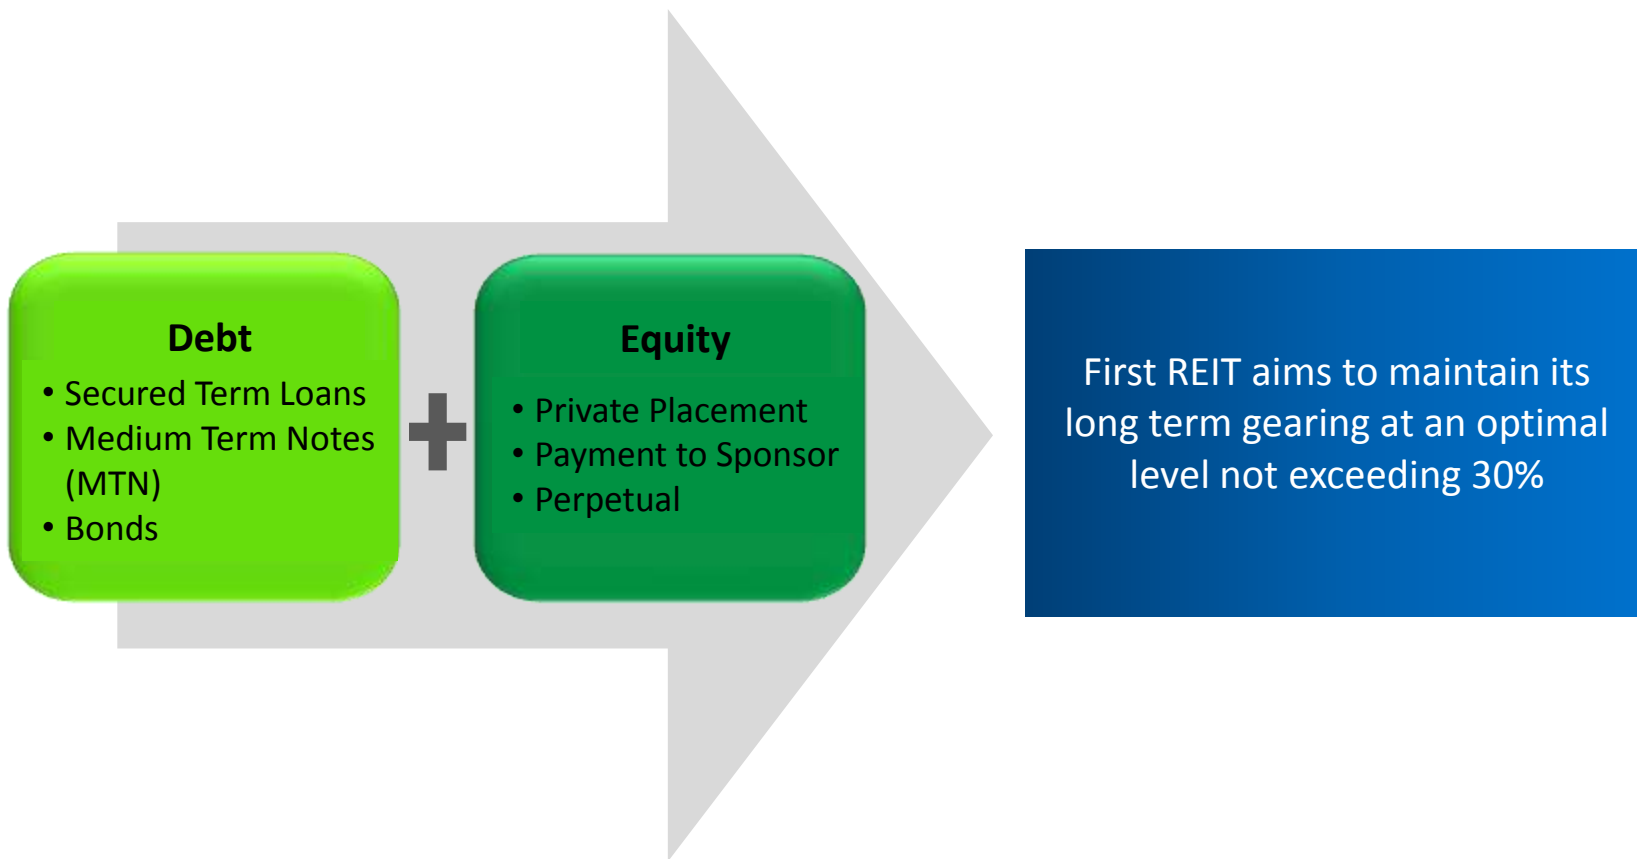 Debt
• Secured Term Loans
• Medium Term Notes
(MTN)
• Bonds
Equity
• Private Placement
• Payment to Sponsor
• Perpetual
First REIT aims to maintain its
long term gearing at an optimal
level not exceeding 30%